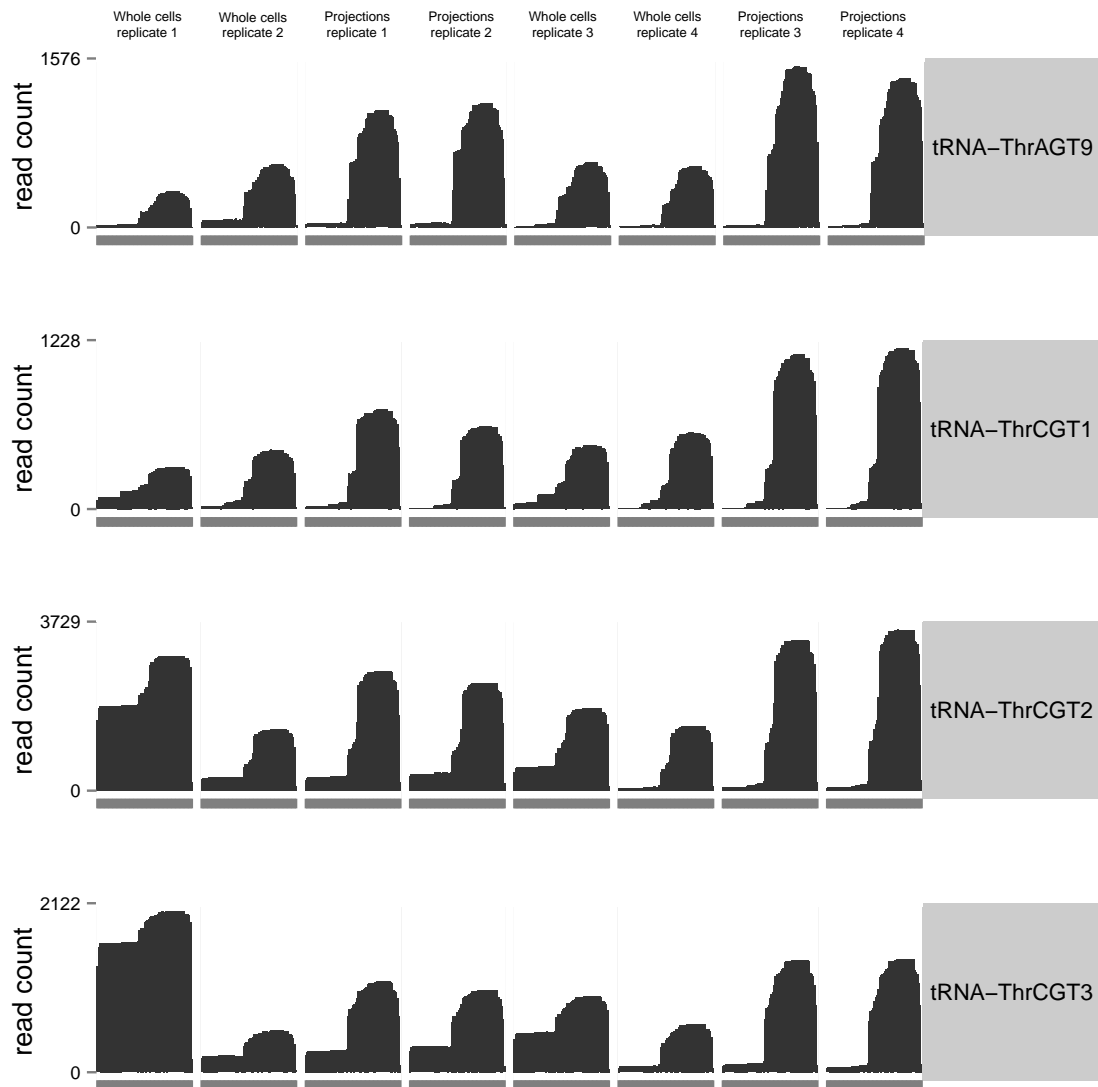 Whole cells
replicate 1
Whole cells
replicate 2
Projections
replicate 1
Projections
replicate 2
Whole cells
replicate 3
Whole cells
replicate 4
Projections
replicate 3
Projections
replicate 4
1576
read count
0
tRNA−ThrAGT9
1228
read count
0
tRNA−ThrCGT1
3729
read count
0
tRNA−ThrCGT2
2122
read count
0
tRNA−ThrCGT3